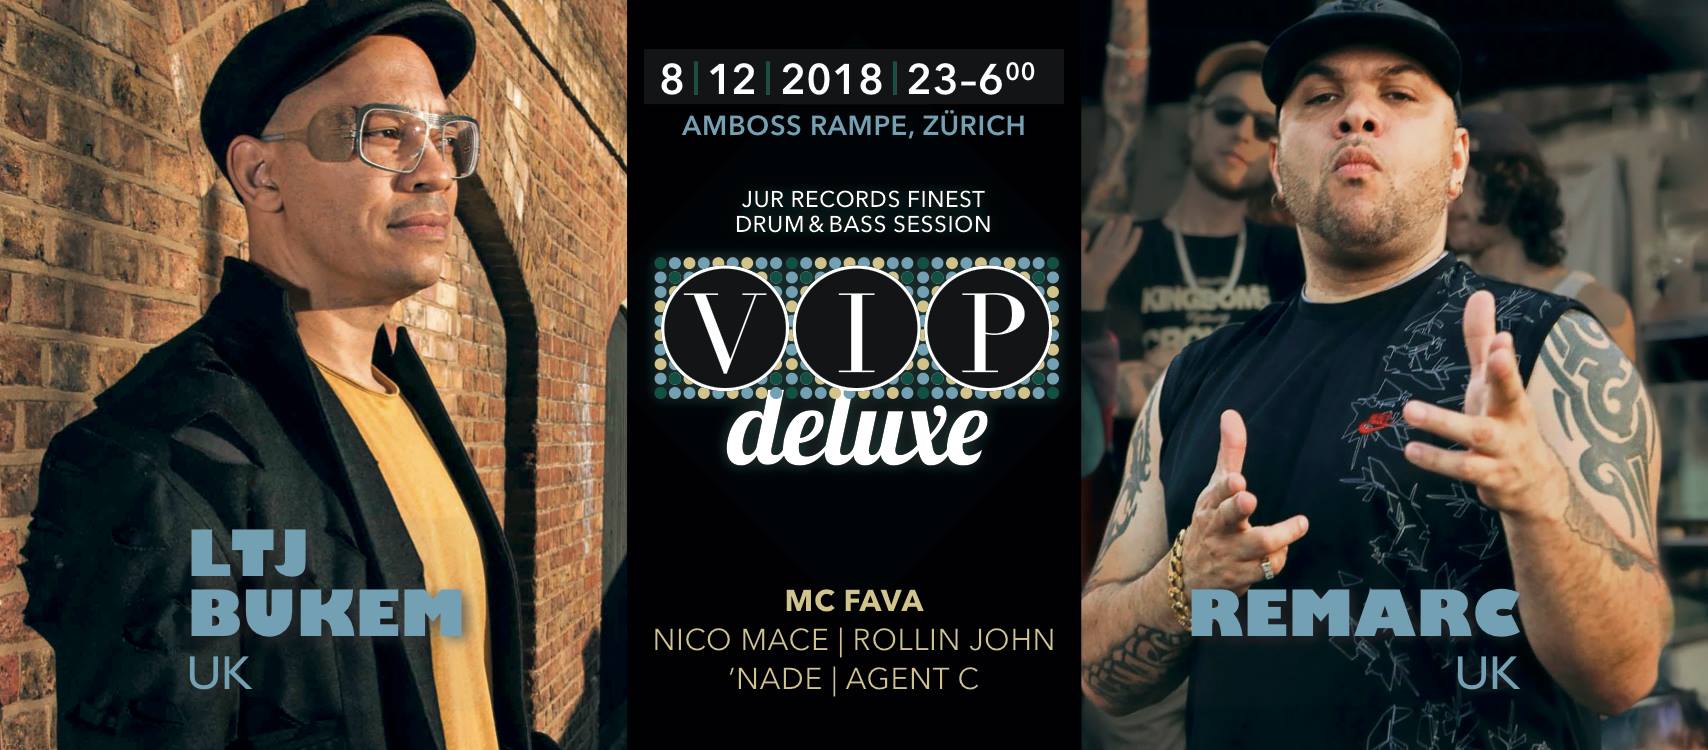 8 | 12 | 2018 | 23–6⁰⁰
AMBOSS RAMPE, ZÜRICH
JUR RECORDS FINEST
DRUM & BASS SESSION
VIP
deluxe
LTJ
BUKEM
UK
MC FAVA
NICO MACE | ROLLIN JOHN
’NADE | AGENT C
REMARC
UK
KINGDOMS